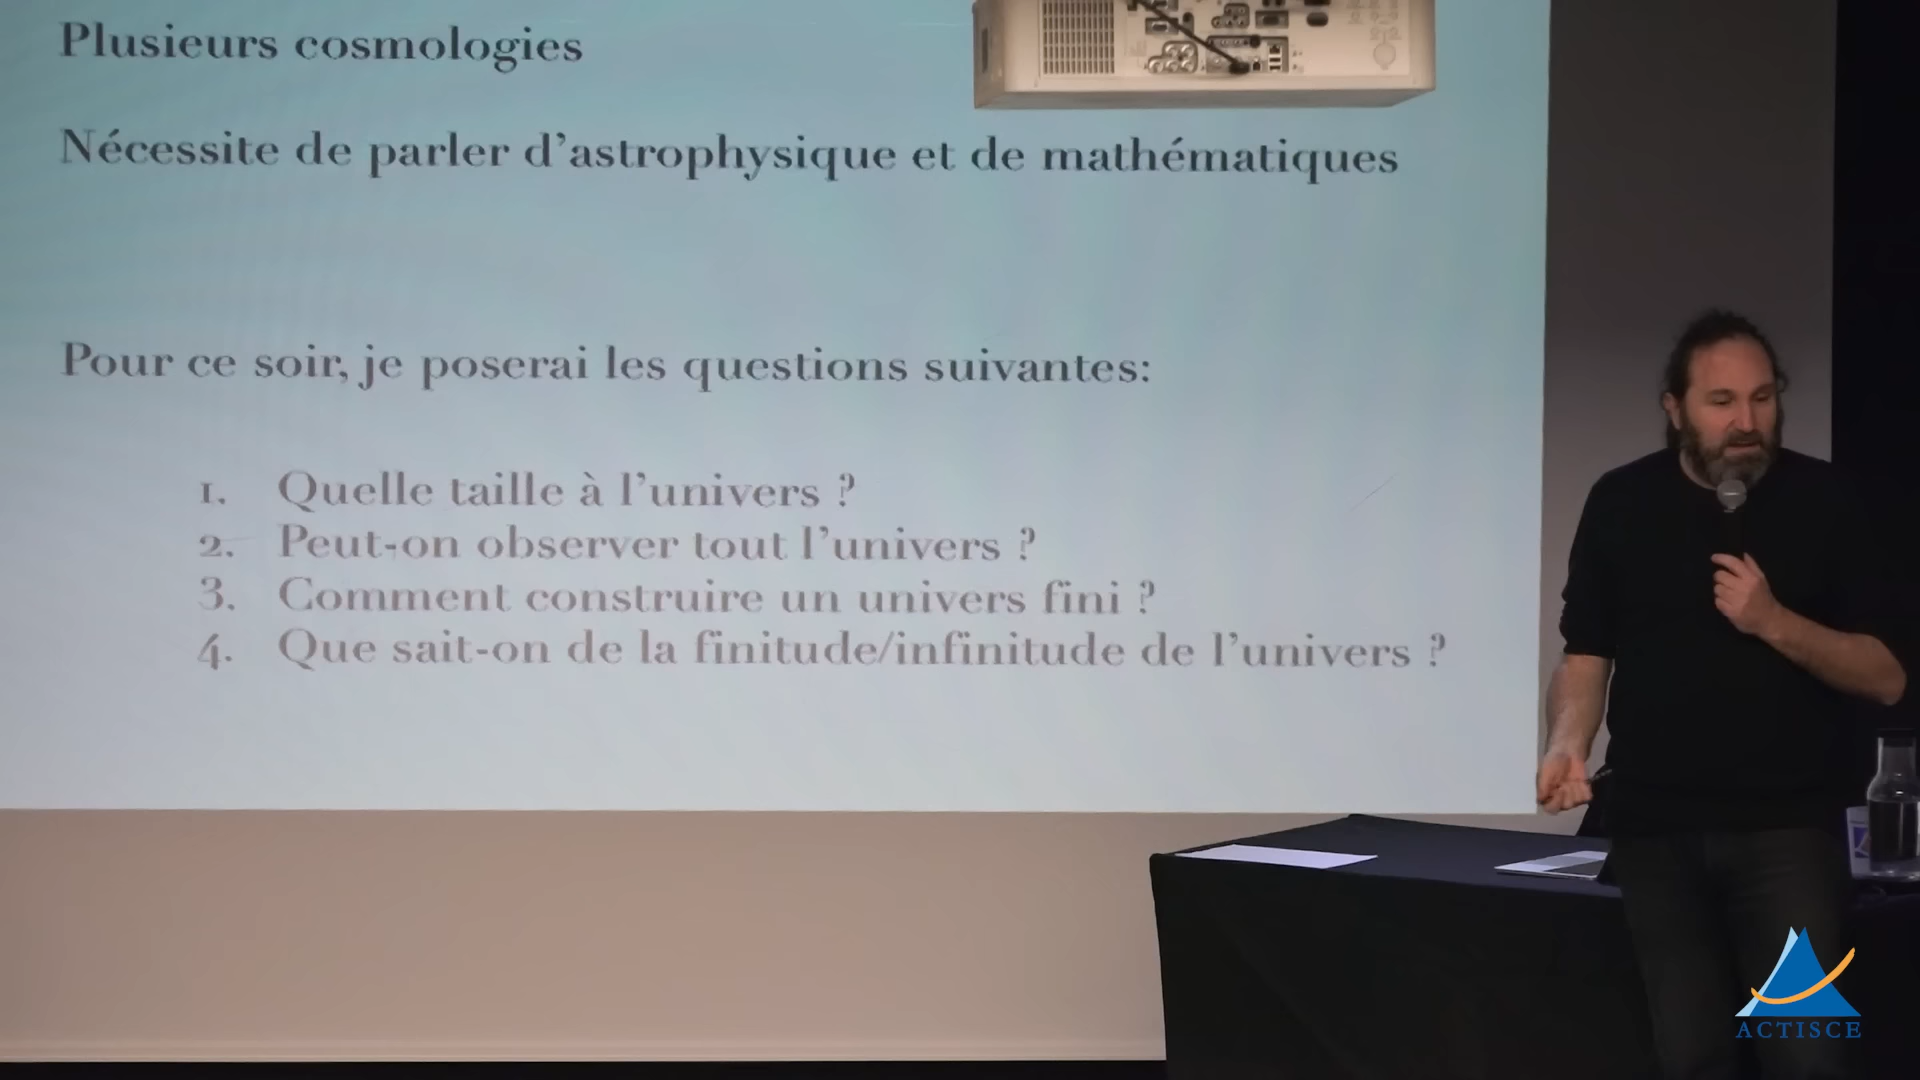 Plusieurs cosmologies
Nécessite de parler d'astrophysique et de mathématiques
Pour ce soir, je poserai les questions suivantes:
1. Quelle taille à l'univers ?
2. Peut-on observer tout l'univers ?
3. Comment construire un univers fini ?
4. Que sait-on de la finitude/infinitude de l'univers ?
ACTISCE